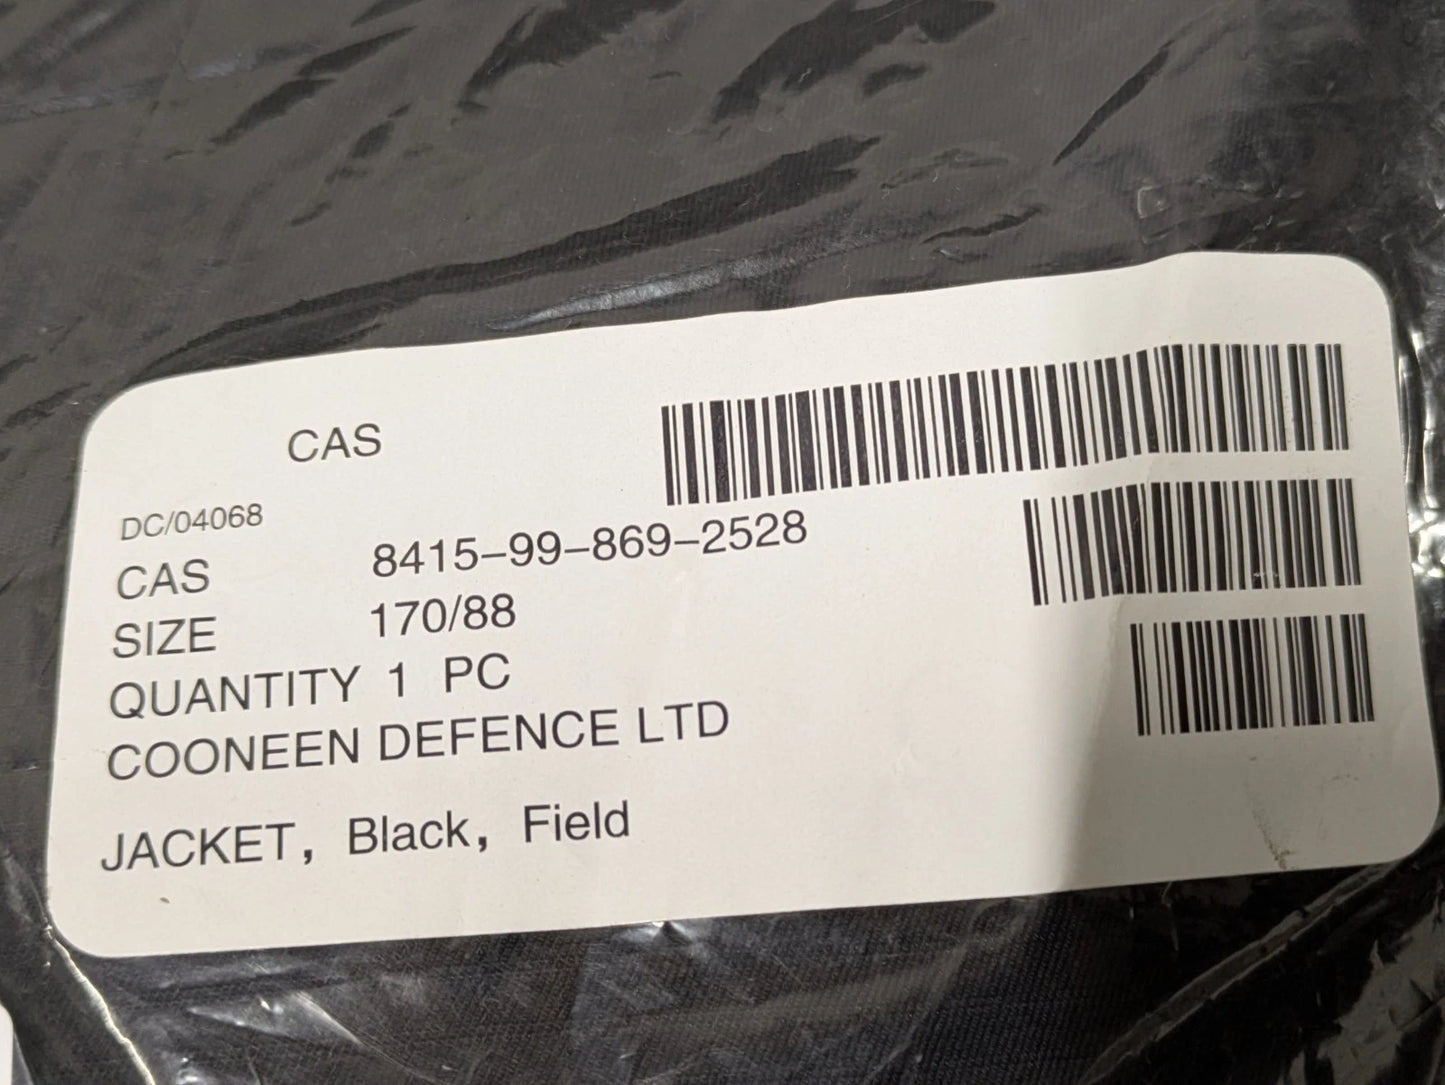 CAS
DC/04068
CAS 8415-99-869-2528
SIZE 170/88
QUANTITY 1 PC
COONEEN DEFENCE LTD
JACKET, Black, Field